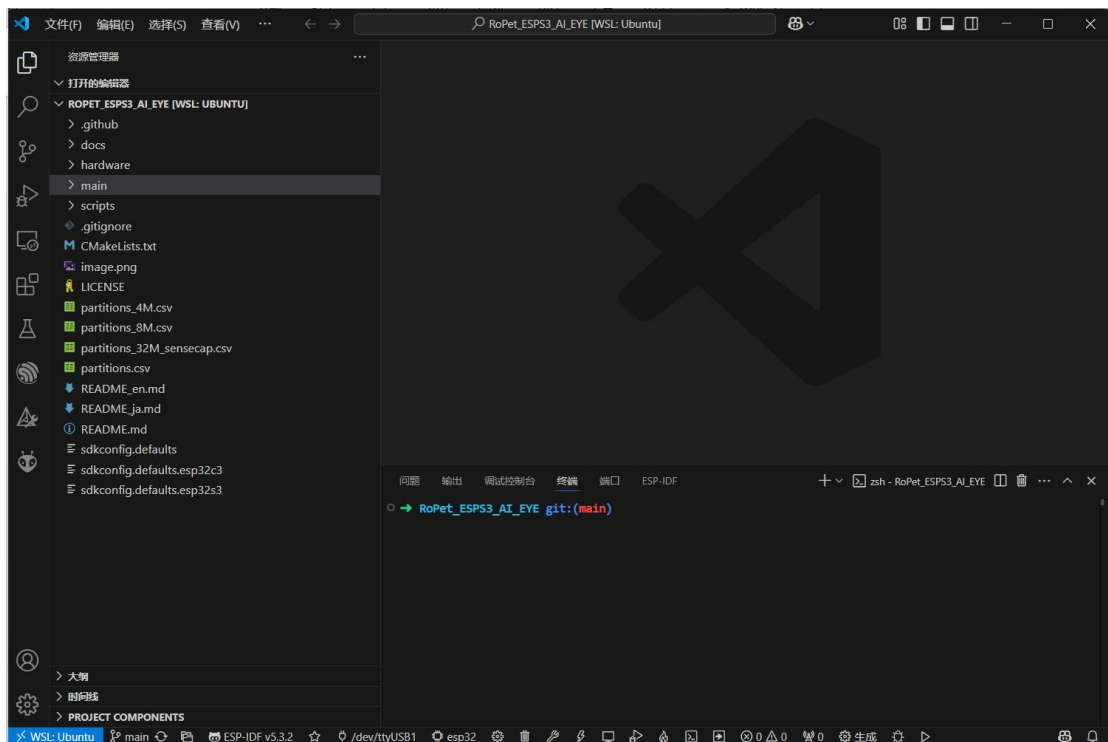 文件(F) 编辑(E) 选择(S) 查看(V) ··· RoPet_ESPS3_AI_EYE [WSL: Ubuntu]
资源管理器
打开的编辑器
ROPET_ESPS3_AI_EYE [WSL: UBUNTU]
.github
docs
hardware
main
scripts
.gitignore
CMakeLists.txt
image.png
LICENSE
partitions_4M.csv
partitions_8M.csv
partitions_32M_sensecap.csv
partitions.csv
README_en.md
README_ja.md
README.md
sdkconfig.defaults
sdkconfig.defaults.esp32c3
sdkconfig.defaults.esp32s3
问题 输出 调试控制台 终端 端口 ESP-IDF zsh - RoPet_ESPS3_AI_EYE
RoPet_ESPS3_AI_EYE git:(main)
大纲
时间线
PROJECT COMPONENTS
WSL: Ubuntu main ESP-IDF v5.3.2 /dev/ttyUSB1 esp32 0 0 0 生成